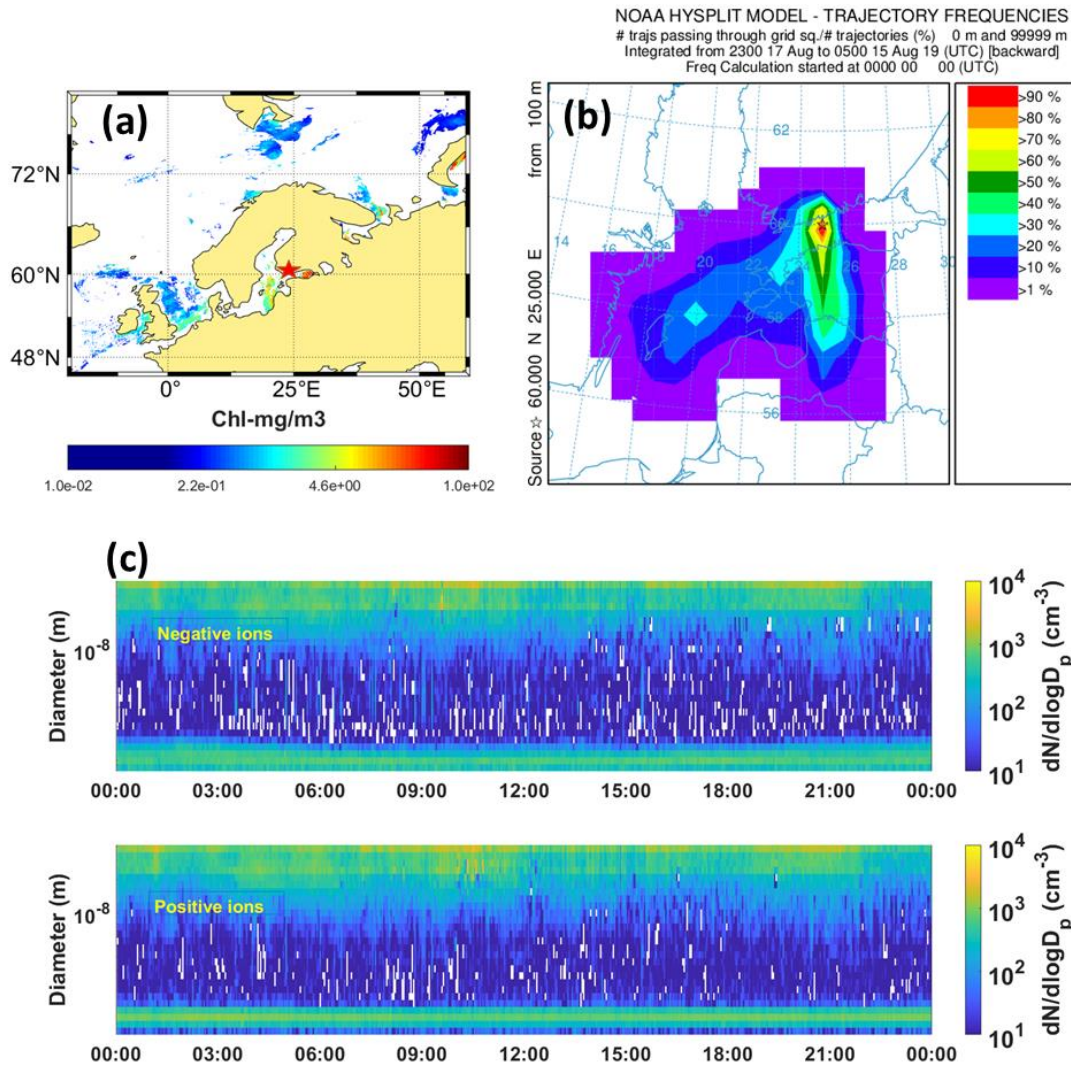 NOAA HYSPLIT MODEL - TRAJECTORY FREQUENCIES
# trajs passing through grid sq./# trajectories (%) 0 m and 99999 m
Integrated from 2300 17 Aug to 0500 15 Aug 19 (UTC) [backward]
Freq Calculation started at 0000 00 00 (UTC)
(a)
72°N
60°N
48°N
0°
25°E
50°E
Chl-mg/m3
1.0e-02
2.2e-01
4.6e+00
1.0e+02
(b)
Source ☆ 60.000 N 25.000 E from 100 m
62
14
16
18
20
22
24
26
28
30
60
58
56
>90 %
>80 %
>70 %
>60 %
>50 %
>40 %
>30 %
>20 %
>10 %
>1 %
(c)
Negative ions
Diameter (m)
10-8
00:00 03:00 06:00 09:00 12:00 15:00 18:00 21:00 00:00
104
103
102
101
dN/dlogDp (cm-3)
Positive ions
Diameter (m)
10-8
00:00 03:00 06:00 09:00 12:00 15:00 18:00 21:00 00:00
104
103
102
101
dN/dlogDp (cm-3)